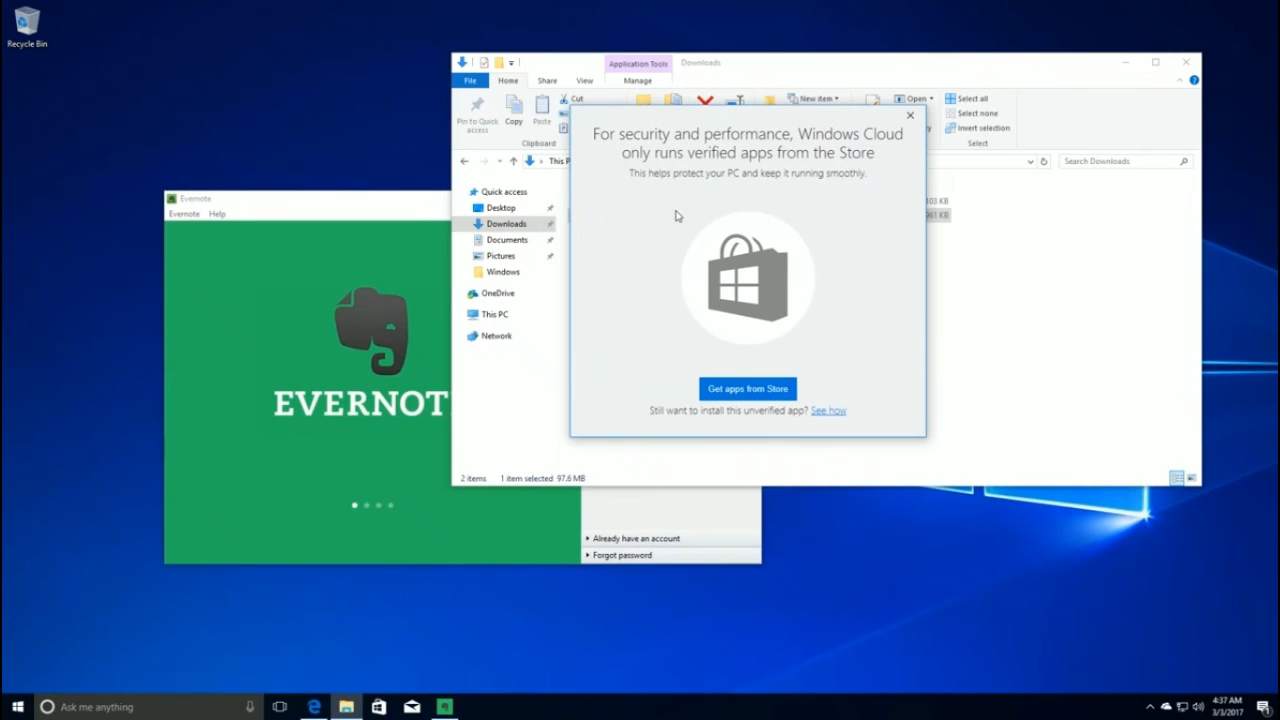 Recycle Bin
Application Tools
Downloads
File
Home
Share
View
Manage
Pin to Quick
access
Copy
Paste
Cut
New item
Open
Select all
Select none
Invert selection
Clipboard
Select
This P
Search Downloads
For security and performance, Windows Cloud
only runs verified apps from the Store
This helps protect your PC and keep it running smoothly.
Get apps from Store
Still want to install this unverified app? See how
Quick access
Desktop
Downloads
Documents
Pictures
Windows
OneDrive
This PC
Network
103 KB
961 KB
2 items
1 item selected 97.6 MB
Evernote
Evernote Help
EVERNOT
Already have an account
Forgot password
Ask me anything
4:37 AM
3/3/2017